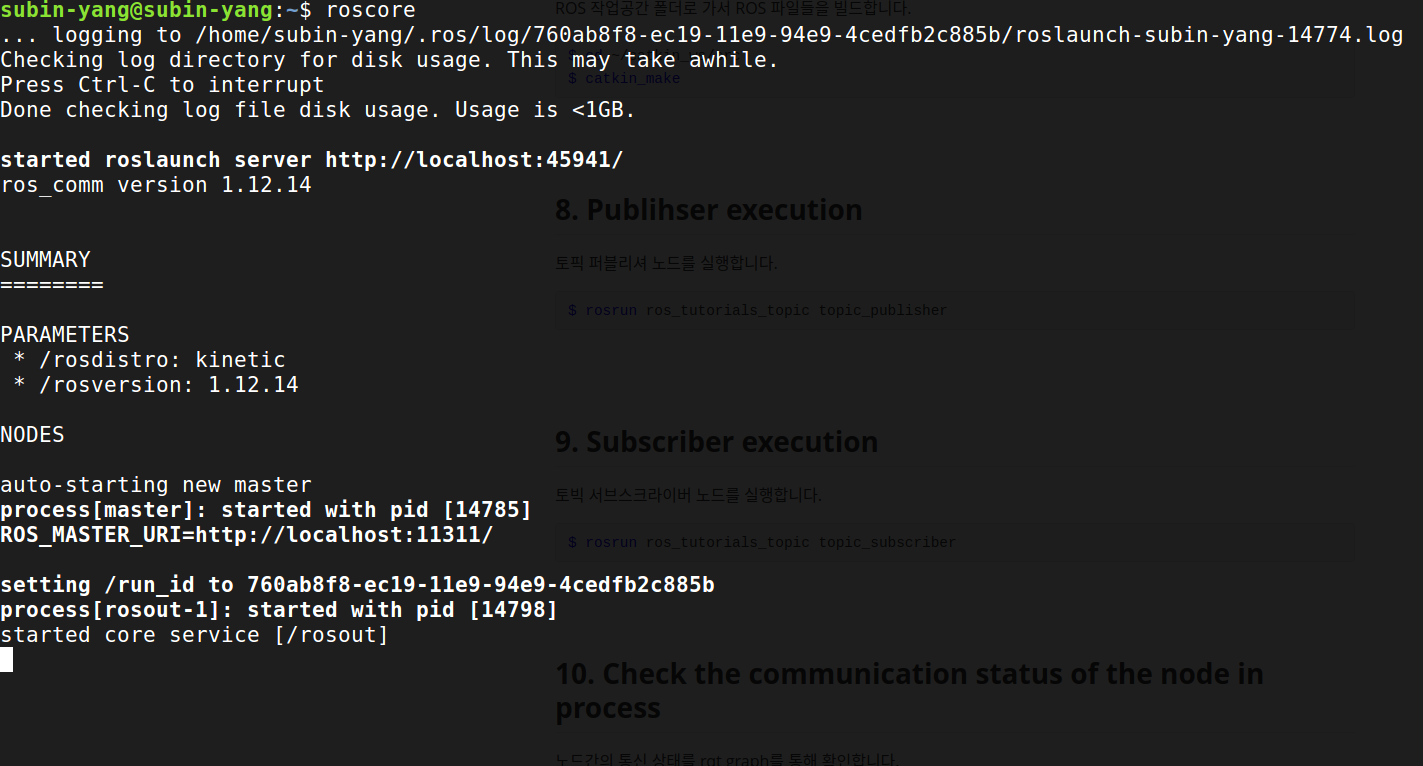 subin-yang@subin-yang:~$ roscore
... logging to /home/subin-yang/.ros/log/760ab8f8-ec19-11e9-94e9-4cedfb2c885b/roslaunch-subin-yang-14774.log
Checking log directory for disk usage. This may take awhile.
Press Ctrl-C to interrupt
Done checking log file disk usage. Usage is <1GB.
started roslaunch server http://localhost:45941/
ros_comm version 1.12.14
SUMMARY
========
PARAMETERS
* /rosdistro: kinetic
* /rosversion: 1.12.14
NODES
auto-starting new master
process[master]: started with pid [14785]
ROS_MASTER_URI=http://localhost:11311/
setting /run_id to 760ab8f8-ec19-11e9-94e9-4cedfb2c885b
process[rosout-1]: started with pid [14798]
started core service [/rosout]
ROS 작업공간 폴더로 가서 ROS 파일들을 빌드합니다.
$ catkin_make
8. Publihser execution
토픽 퍼블리셔 노드를 실행합니다.
$ rosrun ros_tutorials_topic topic_publisher
9. Subscriber execution
토빅 서브스크라이버 노드를 실행합니다.
$ rosrun ros_tutorials_topic topic_subscriber
10. Check the communication status of the node in
process
노드간의 통신 상태를 rqt graph를 통해 확인합니다.